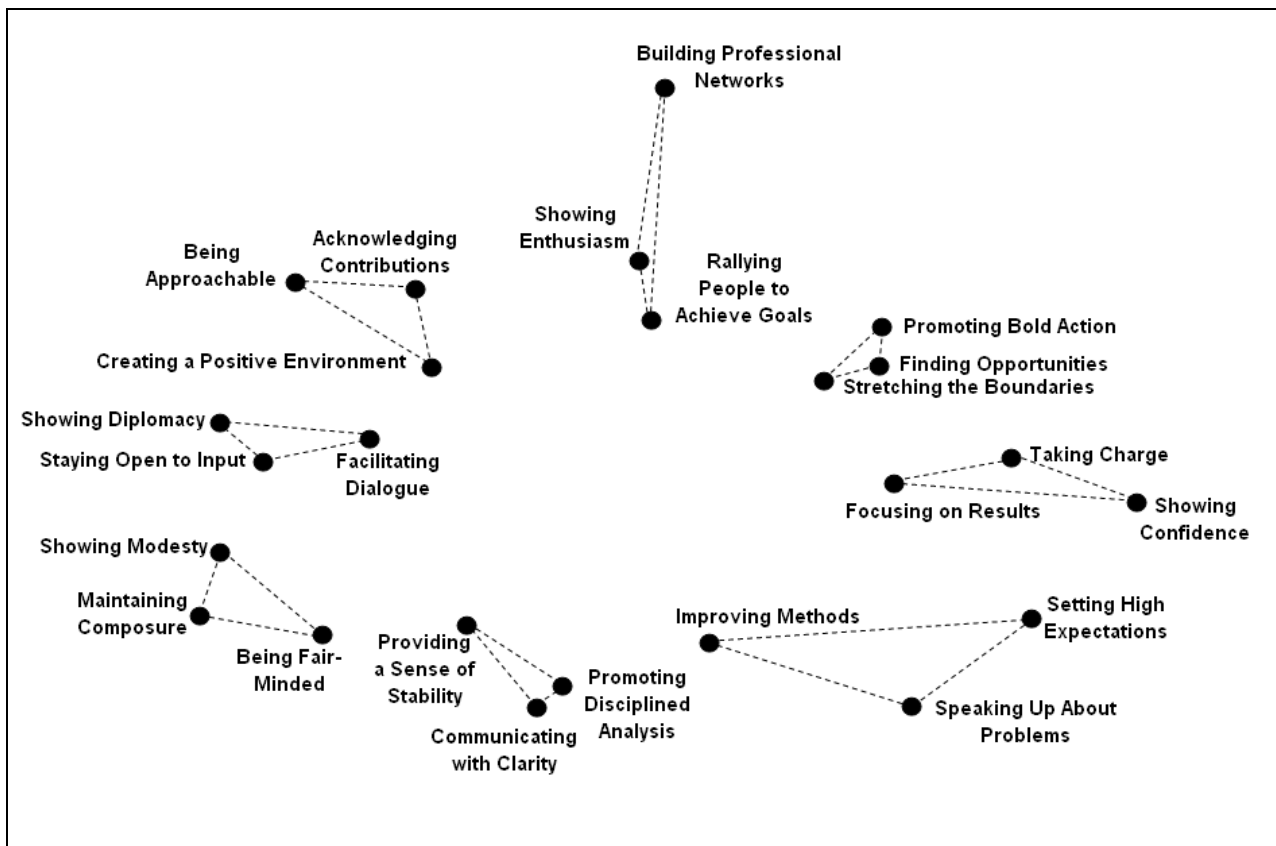 Building Professional
Networks
Showing
Enthusiasm
Rallying
People to
Achieve Goals
Being
Approachable
Acknowledging
Contributions
Creating a Positive Environment
Promoting Bold Action
Finding Opportunities
Stretching the Boundaries
Showing Diplomacy
Staying Open to Input
Facilitating
Dialogue
Taking Charge
Focusing on Results
Showing
Confidence
Showing Modesty
Maintaining
Composure
Being Fair-
Minded
Providing
a Sense of
Stability
Promoting
Disciplined
Analysis
Communicating
with Clarity
Improving Methods
Setting High
Expectations
Speaking Up About
Problems